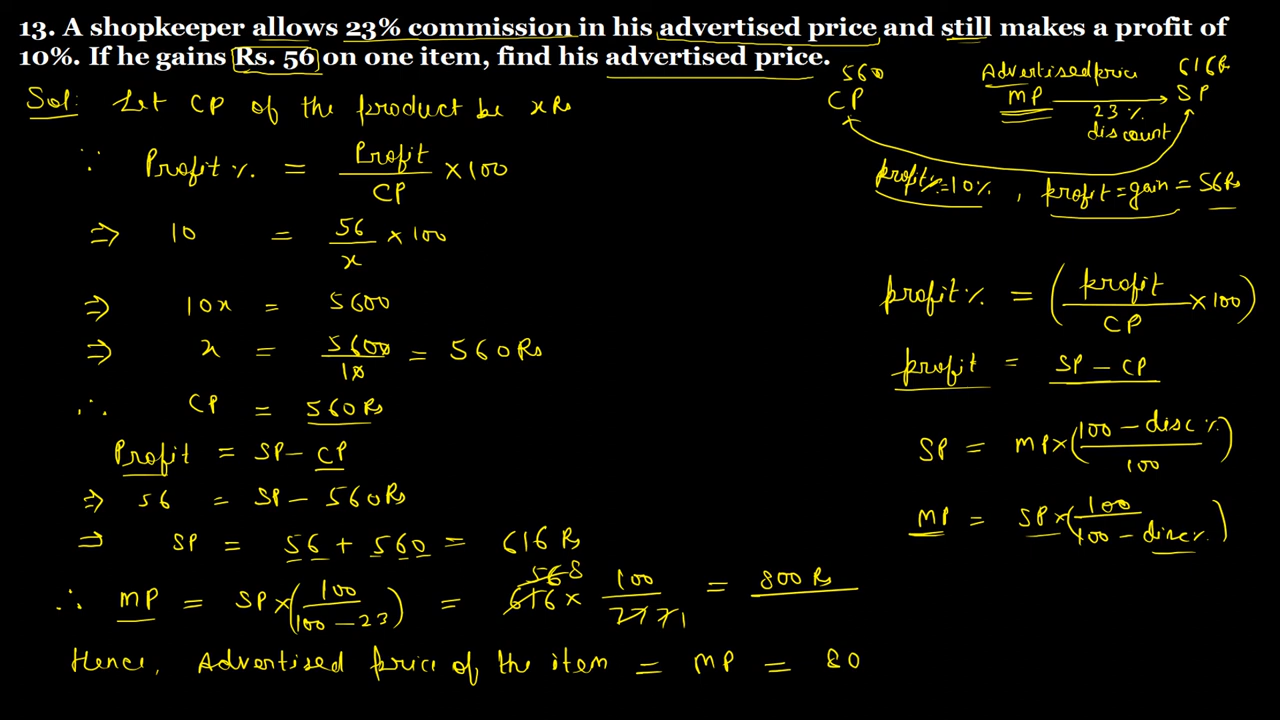 13. A shopkeeper allows 23% commission in his advertised price and still makes a profit of
10%. If he gains Rs. 56 on one item, find his advertised price.
560
CP
Advertised price
MP
23 %
discount
616 Rs
SP
profit % = 10 % , profit = gain = 56 Rs
Sol: Let CP of the product be x Rs
∵ Profit % = Profit / CP × 100
⇒ 10 = 56 / x × 100
⇒ 10x = 5600
⇒ x = 5600 / 10 = 560 Rs
∴ CP = 560 Rs
Profit = SP – CP
⇒ 56 = SP – 560 Rs
⇒ SP = 56 + 560 = 616 Rs
∴ MP = SP × (100 / 100 – 23) = 616 × 100 / 77 = 800 Rs
Hence, Advertised price of the item = MP = 80
profit % = (profit / CP × 100)
profit = SP – CP
SP = MP × (100 – disc % / 100)
MP = SP × (100 / 100 – disc %)